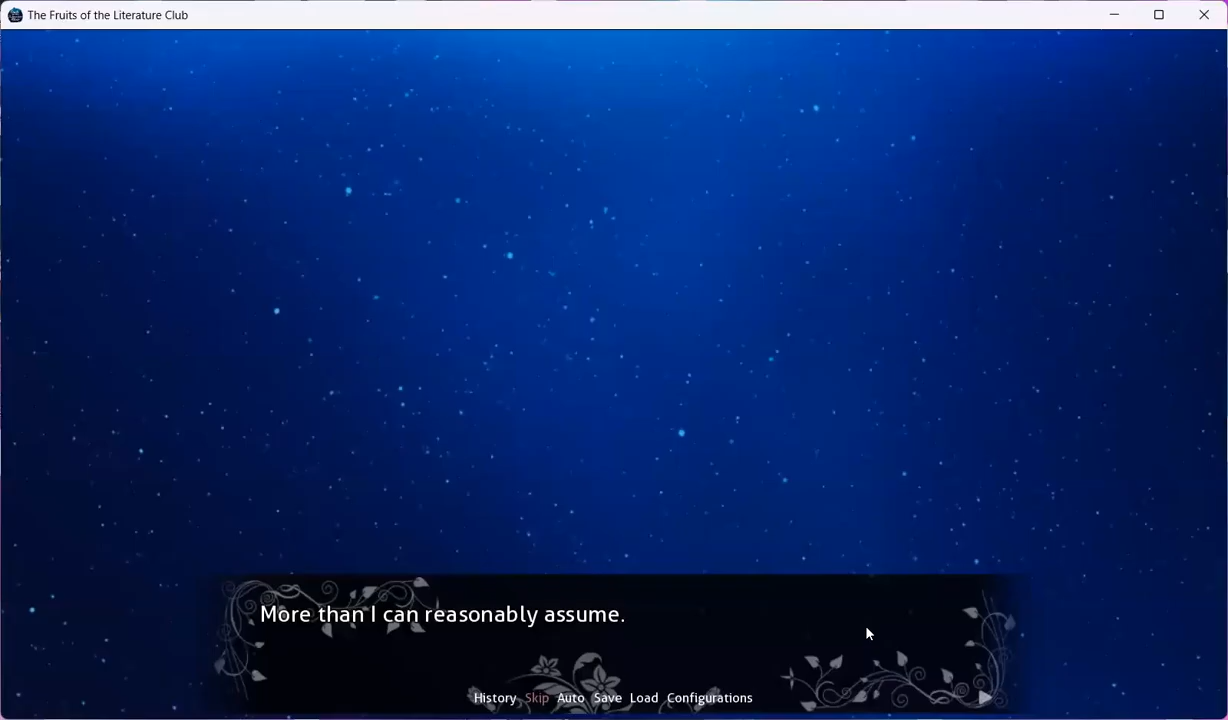 The Fruits of the Literature Club
More than I can reasonably assume.
History Skip Auto Save Load Configurations